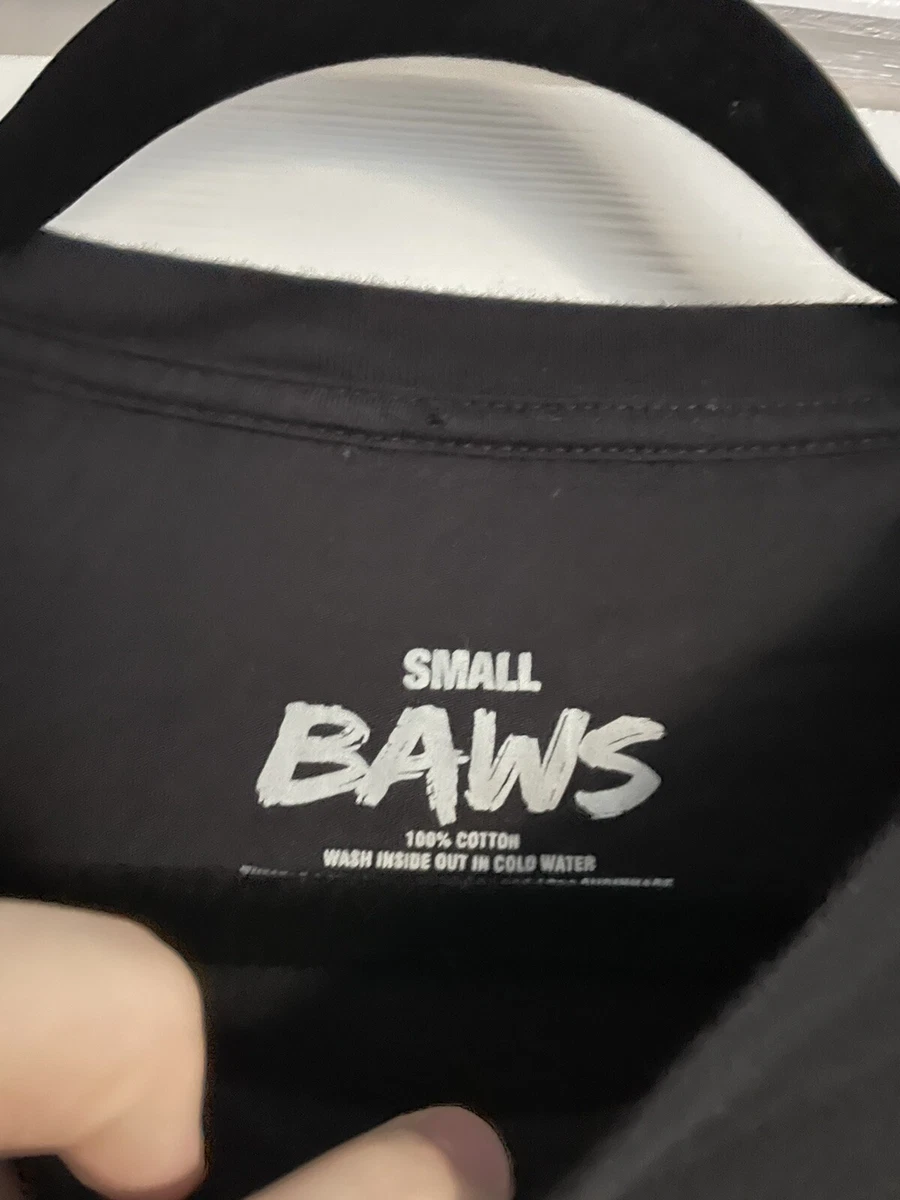 SMALL
BAWS
100% COTTON
WASH INSIDE OUT IN COLD WATER